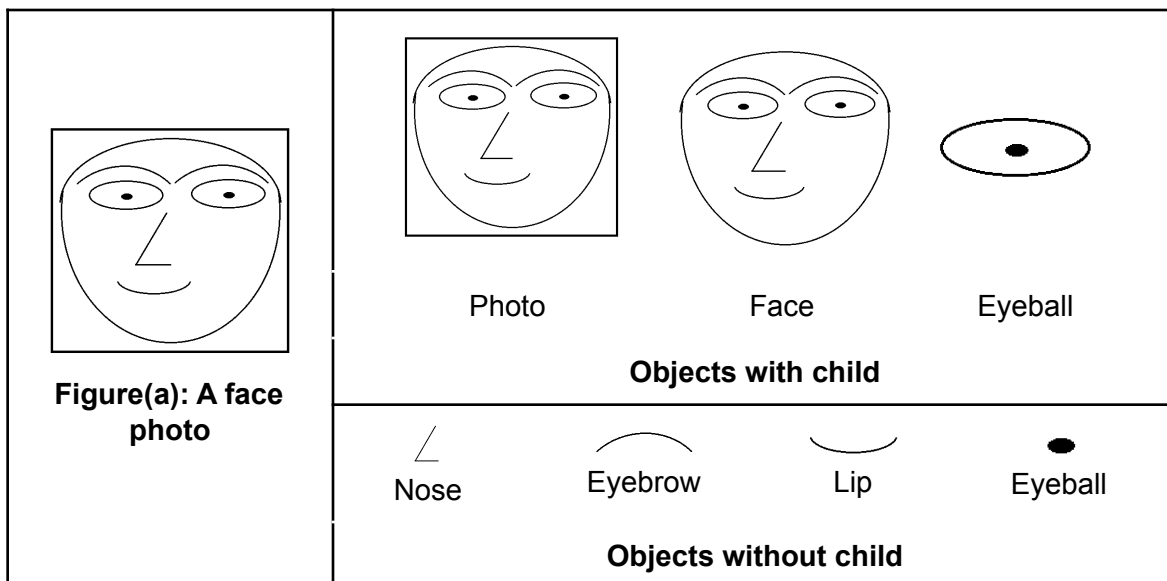 Figure(a): A face
photo
Photo
Face
Eyeball
Objects with child
Nose
Eyebrow
Lip
Eyeball
Objects without child